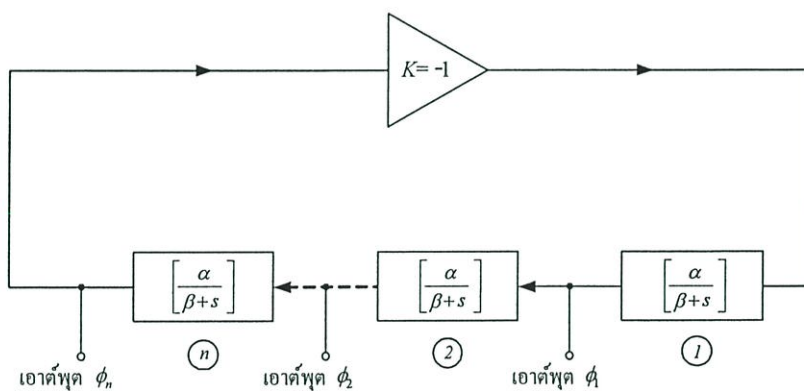 K= -1
[α/(β+s)]
[α/(β+s)]
[α/(β+s)]
n
2
1
เอาต์พุต ϕn
เอาต์พุต ϕ2
เอาต์พุต ϕ1